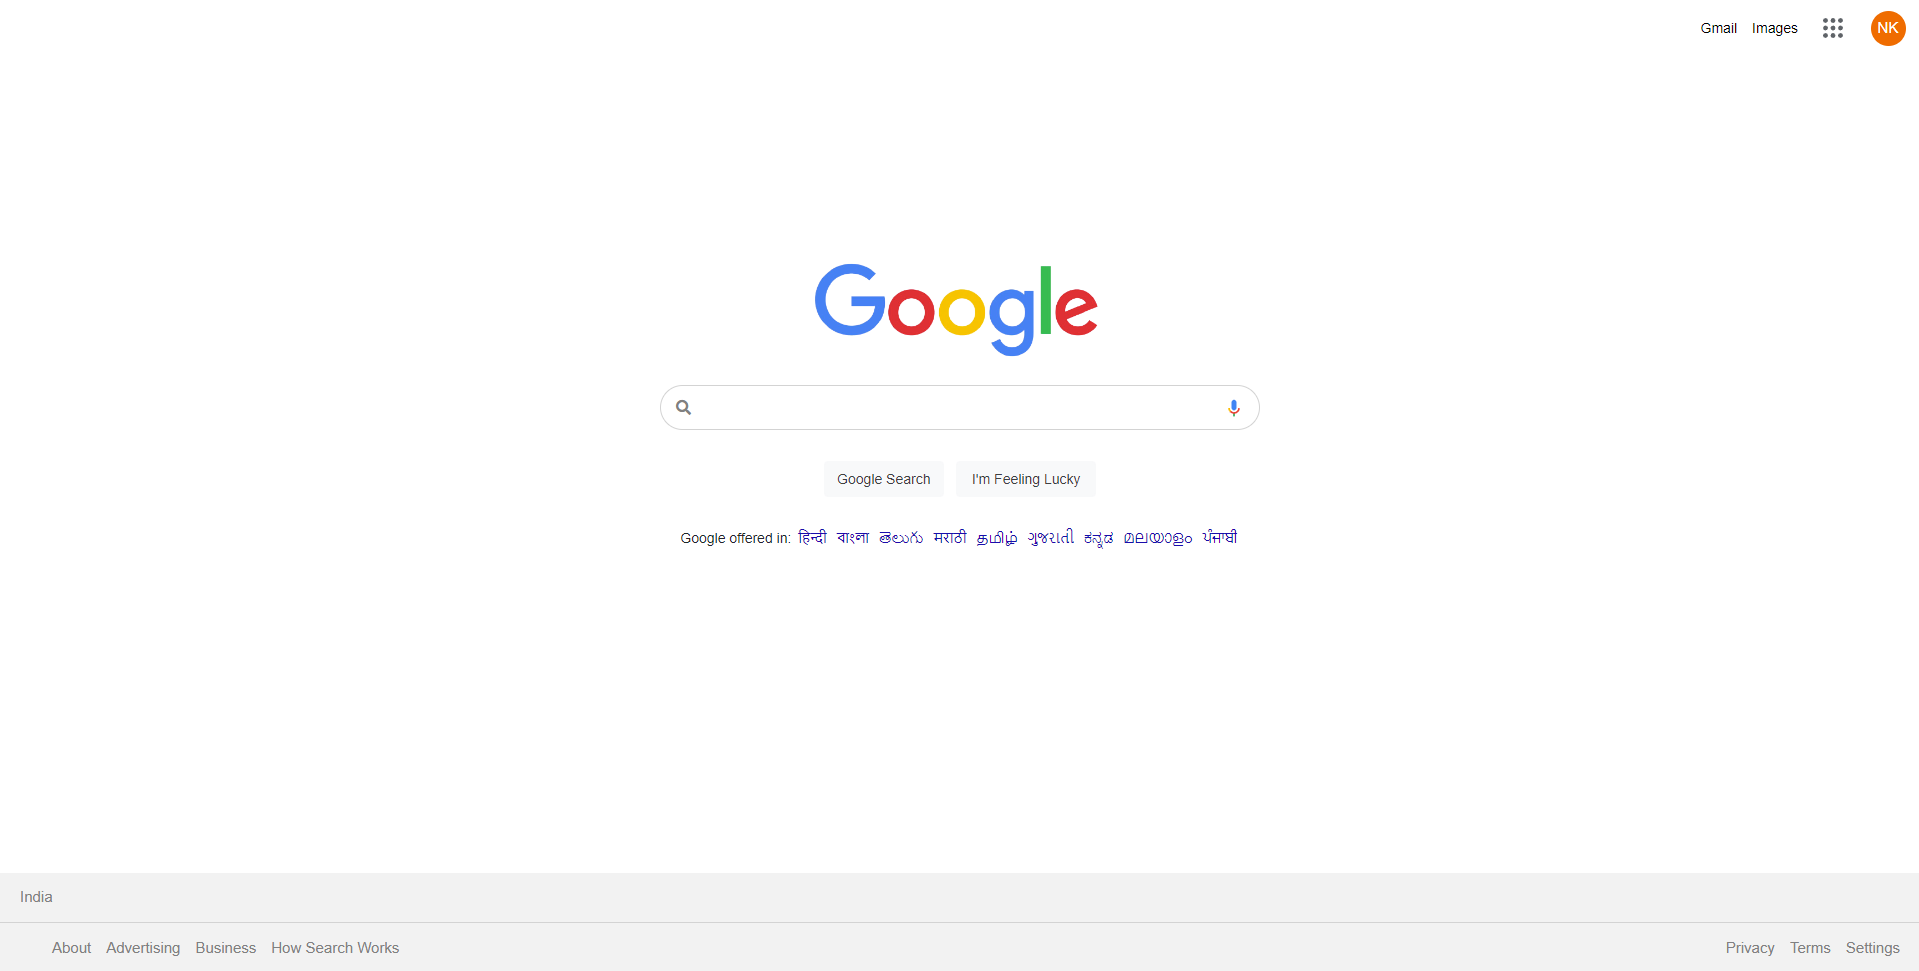 Gmail Images NK
Google
Google Search I'm Feeling Lucky
Google offered in: हिन्दी বাংলা తెలుగు मराठी தமிழ் ગુજરાતી ಕನ್ನಡ മലയാളം ਪੰਜਾਬੀ
India
About Advertising Business How Search Works Privacy Terms Settings